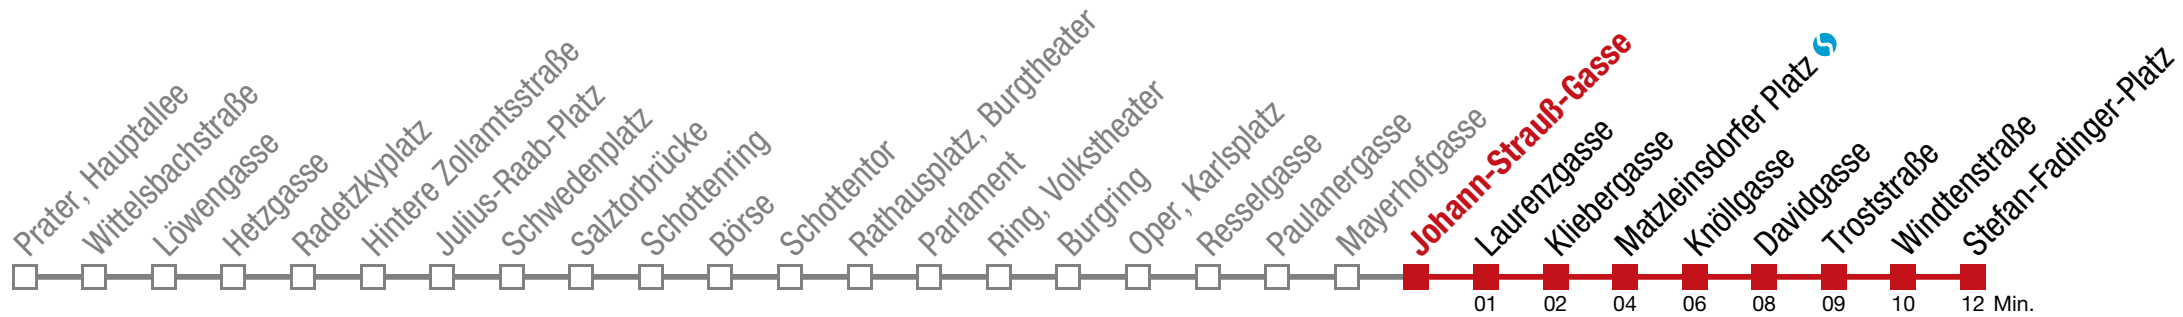 Prater, Hauptallee
Wittelsbachstraße
Löwengasse
Hetzgasse
Radetzkyplatz
Hintere Zollamtsstraße
Julius-Raab-Platz
Schwedenplatz
Salztorbrücke
Schottenring
Börse
Schottentor
Rathausplatz, Burgtheater
Parlament
Ring, Volkstheater
Burgring
Oper, Karlsplatz
Resselgasse
Paulanergasse
Mayerhofgasse
Johann-Strauß-Gasse
Laurenzgasse
Kliebergasse
Matzleinsdorfer Platz
Knöllgasse
Davidgasse
Troststraße
Windtenstraße
Stefan-Fadinger-Platz
01 02 04 06 08 09 10 12 Min.